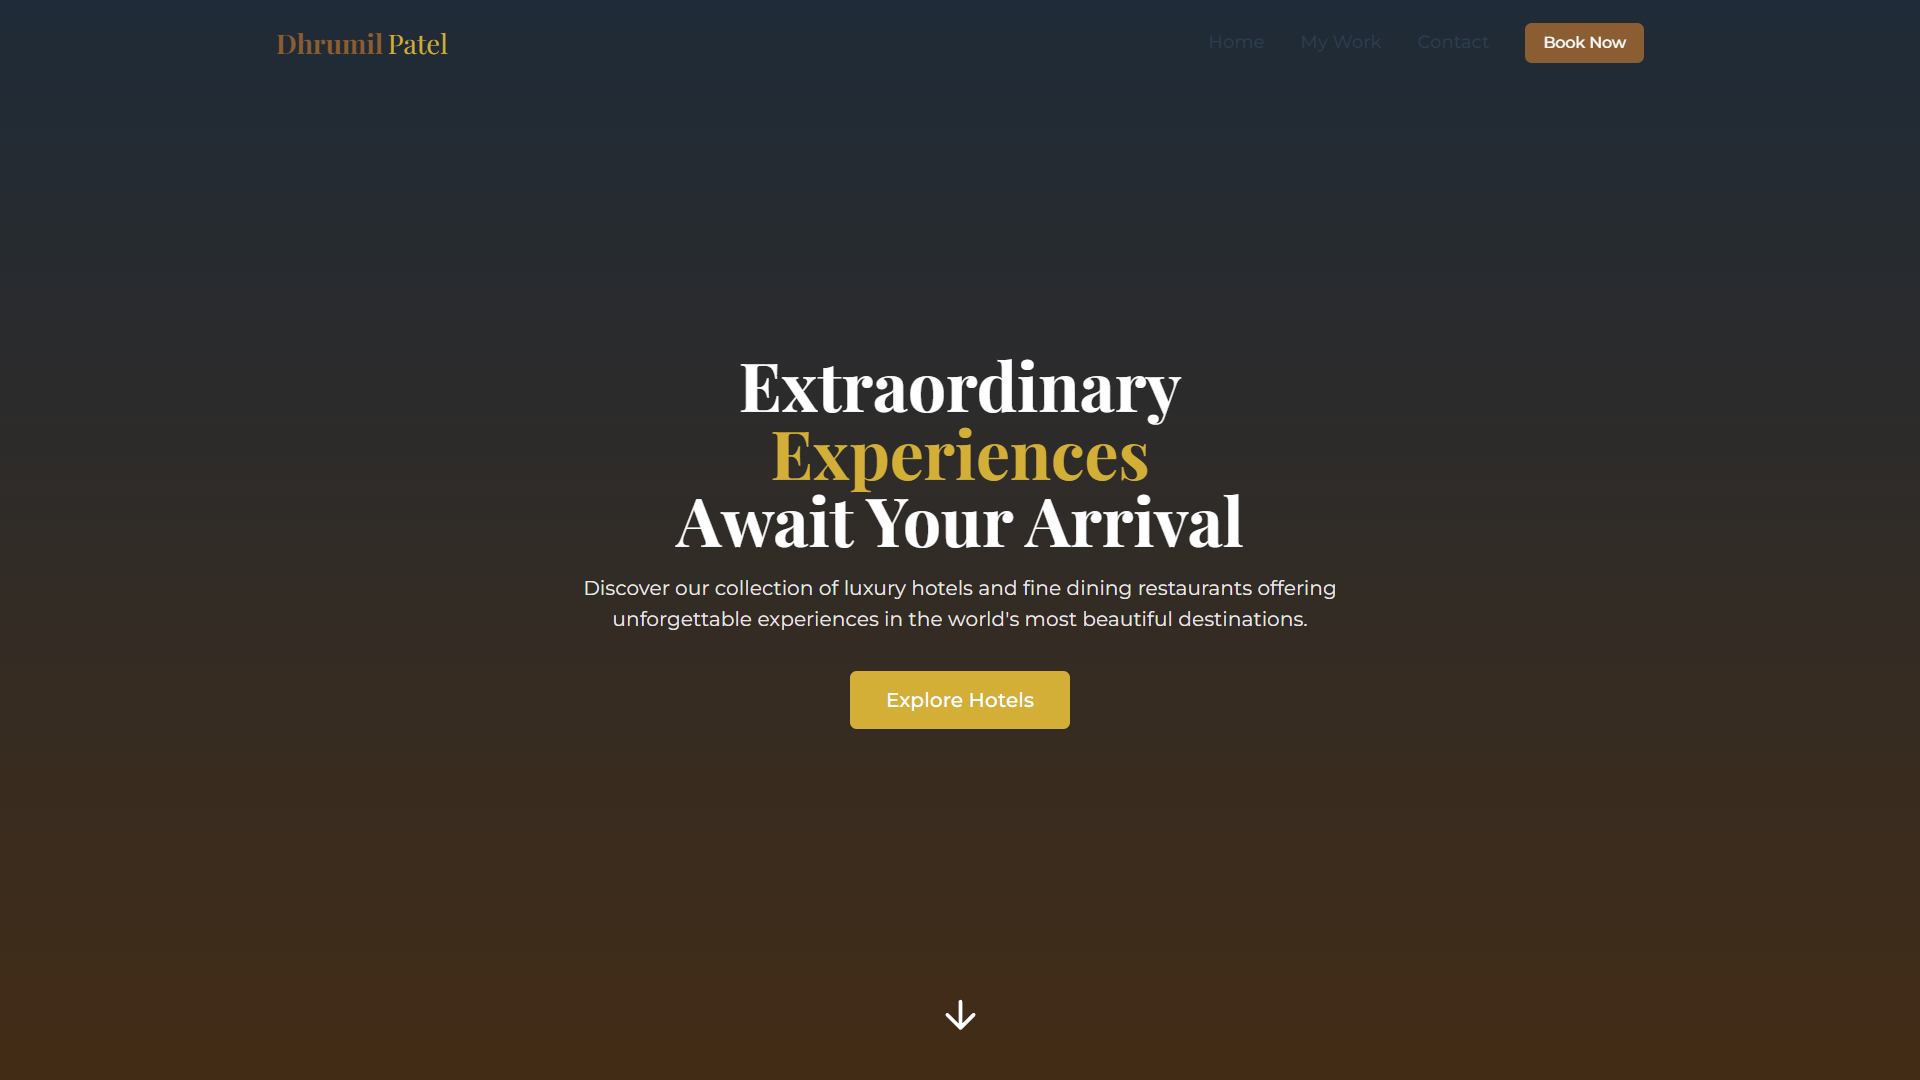 Dhrumil Patel
Home
My Work
Contact
Book Now
Extraordinary
Experiences
Await Your Arrival
Discover our collection of luxury hotels and fine dining restaurants offering
unforgettable experiences in the world's most beautiful destinations.
Explore Hotels